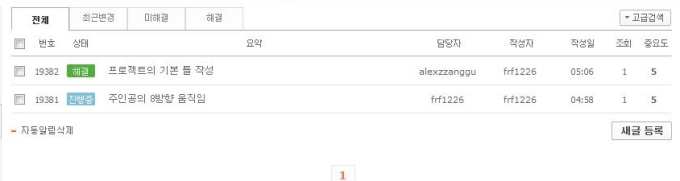 전체 최근변경 미해결 해결 고급검색
번호 상태 요약 담당자 작성자 작성일 조회 중요도
19382 해결 프로젝트의 기본 틀 작성 alexzzanggu frf1226 05:06 1 5
19381 진행중 주인공의 8방향 움직임 frf1226 frf1226 04:58 1 5
자동알림삭제 새글 등록
1